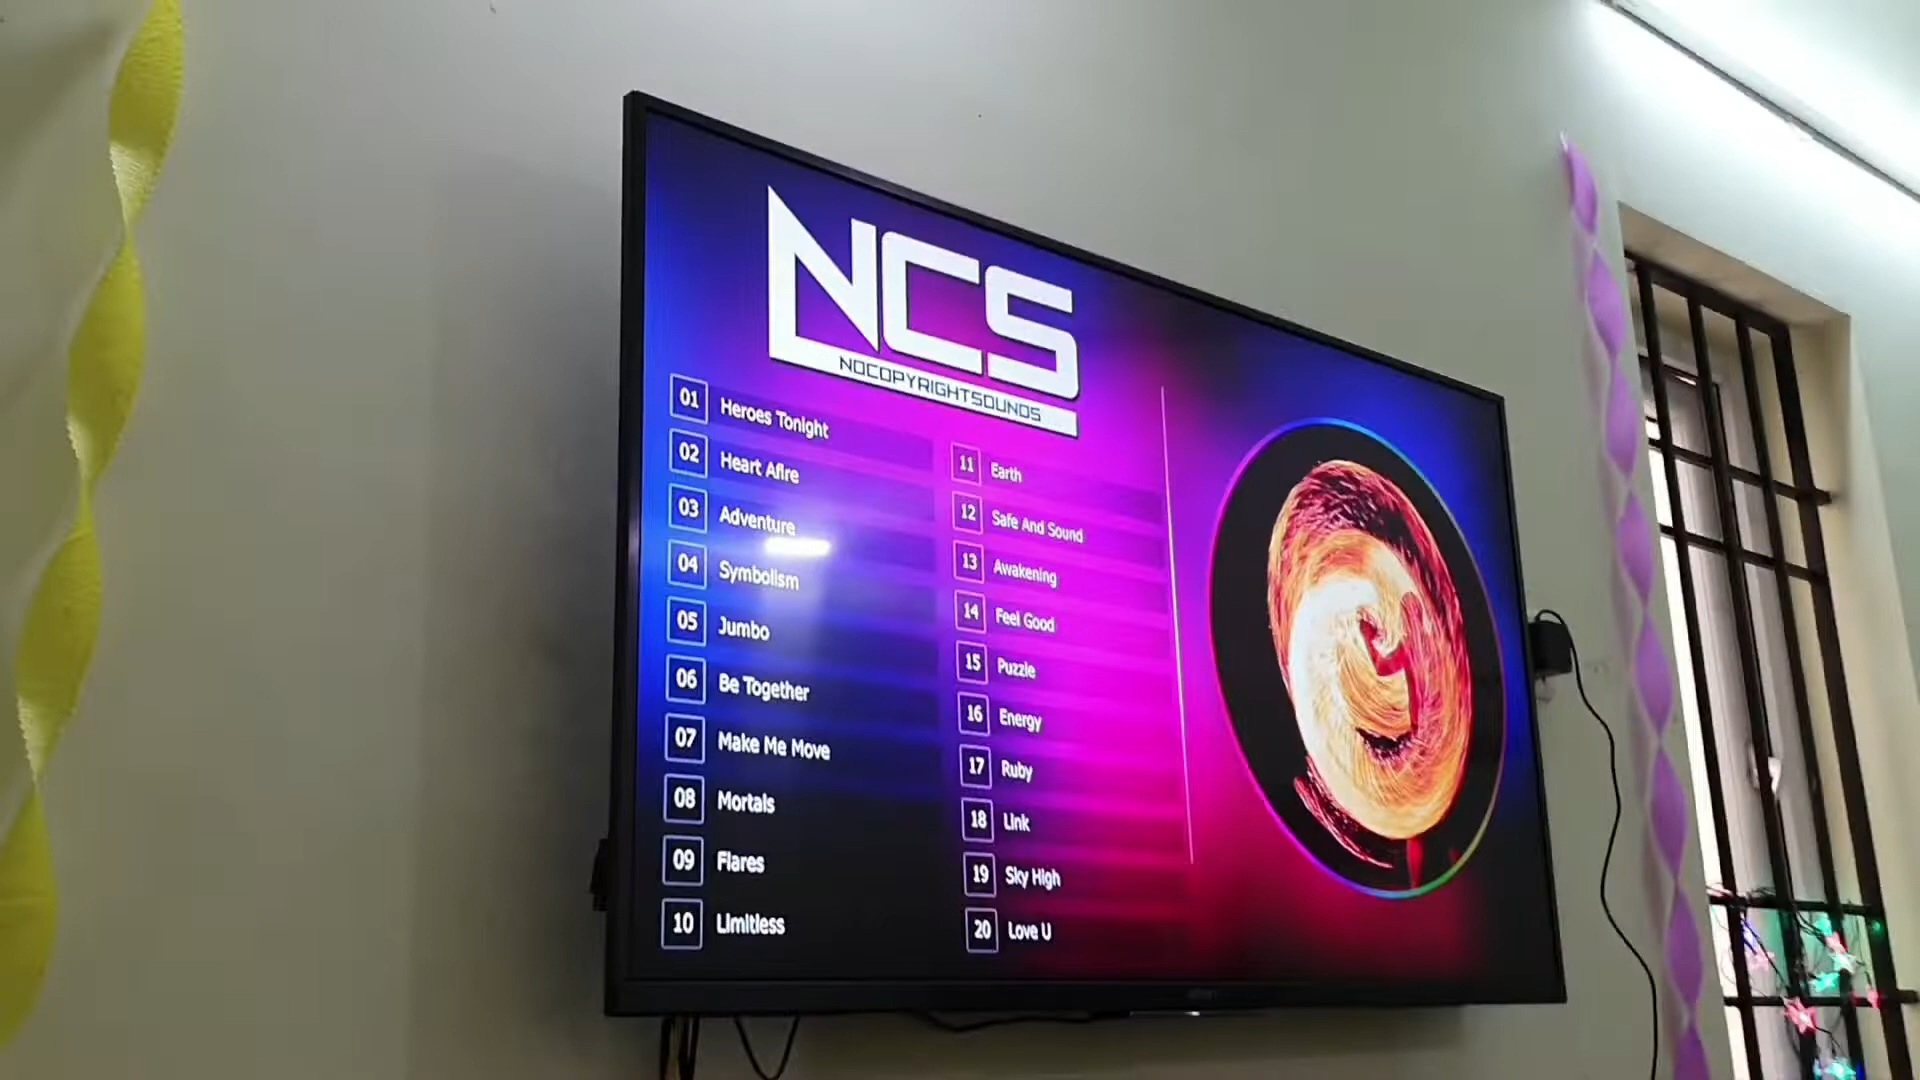 NCS
NOCOPYRIGHTSOUNDS
01 Heroes Tonight
02 Heart Afire
03 Adventure
04 Symbolism
05 Jumbo
06 Be Together
07 Make Me Move
08 Mortals
09 Flares
10 Limitless
11 Earth
12 Safe And Sound
13 Awakening
14 Feel Good
15 Puzzle
16 Energy
17 Ruby
18 Link
19 Sky High
20 Love U